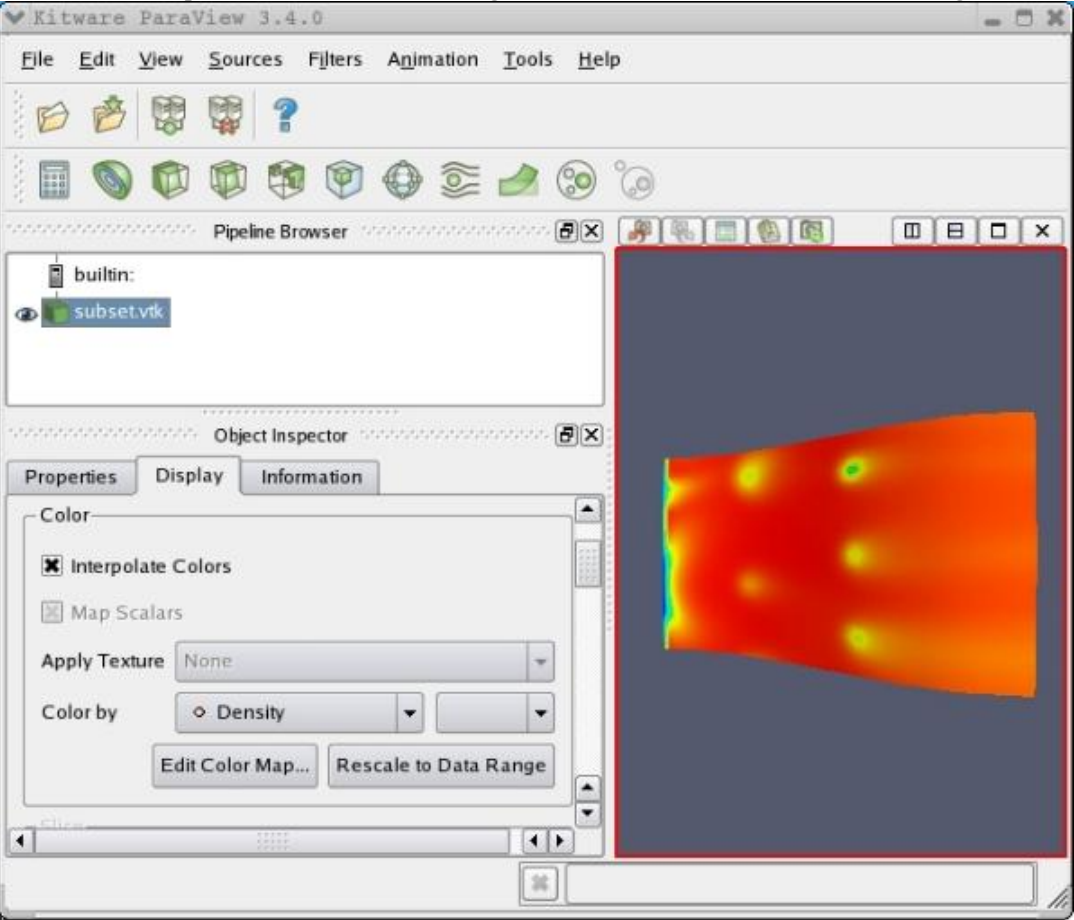 Kitware ParaView 3.4.0
File Edit View Sources Filters Animation Tools Help
?
Pipeline Browser
builtin:
subset.vtk
Object Inspector
Properties Display Information
Color
Interpolate Colors
Map Scalars
Apply Texture None
Color by Density
Edit Color Map... Rescale to Data Range
Slice